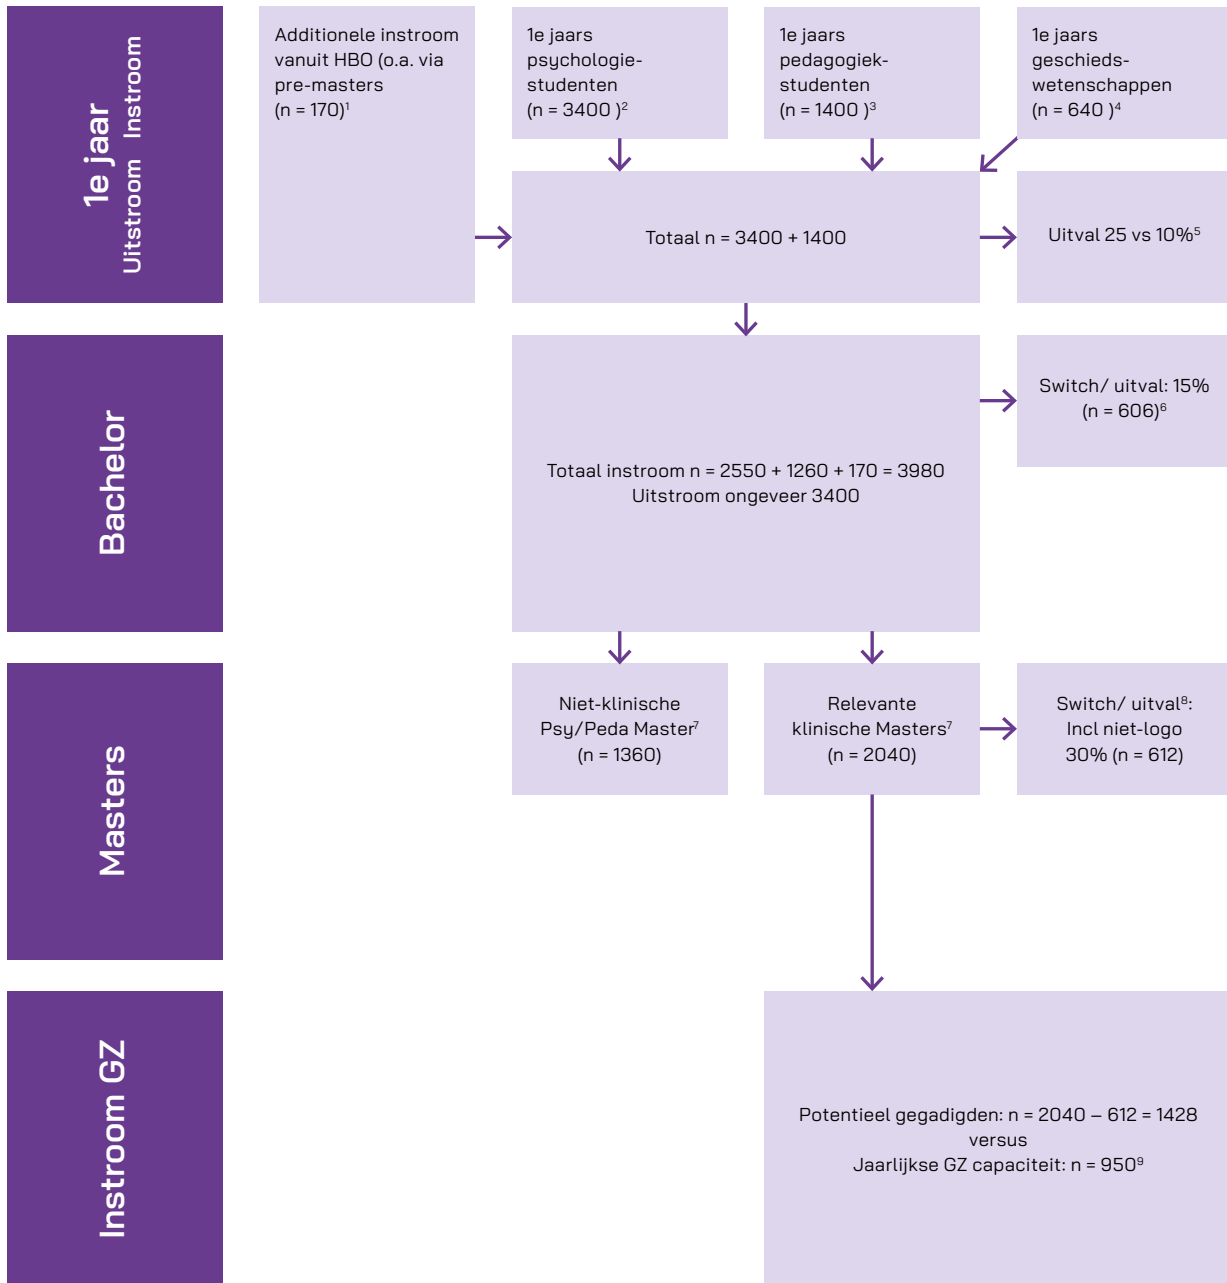 1e jaar
Uitstroom Instroom
Additionele instroom
vanuit HBO (o.a. via
pre-masters
(n = 170)¹
1e jaars
psychologie-
studenten
(n = 3400 )²
1e jaars
pedagogiek-
studenten
(n = 1400 )³
1e jaars
geschieds-
wetenschappen
(n = 640 )⁴
Totaal n = 3400 + 1400
Uitval 25 vs 10%⁵
Bachelor
Totaal instroom n = 2550 + 1260 + 170 = 3980
Uitstroom ongeveer 3400
Switch/ uitval: 15%
(n = 606)⁶
Masters
Niet-klinische
Psy/Peda Master⁷
(n = 1360)
Relevante
klinische Masters⁷
(n = 2040)
Switch/ uitval⁸:
Incl niet-logo
30% (n = 612)
Instroom GZ
Potentieel gegadigden: n = 2040 – 612 = 1428
versus
Jaarlijkse GZ capaciteit: n = 950⁹